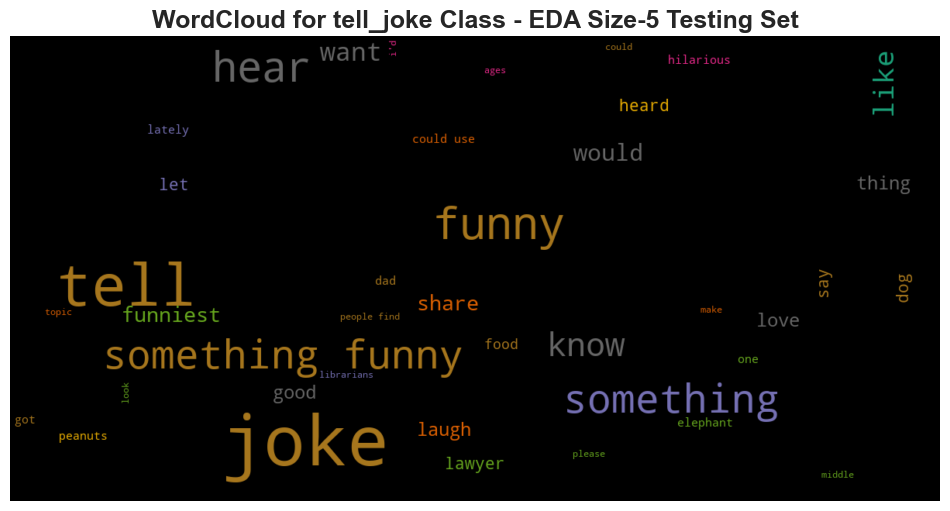 WordCloud for tell_joke Class - EDA Size-5 Testing Set
hear
want
i'd
could
hilarious
ages
like
heard
lately
could use
would
let
thing
funny
tell
dad
say
dog
topic
funniest
share
people find
make
love
something funny
food
know
one
librarians
look
good
something
got
peanuts
joke
laugh
elephant
lawyer
please
middle